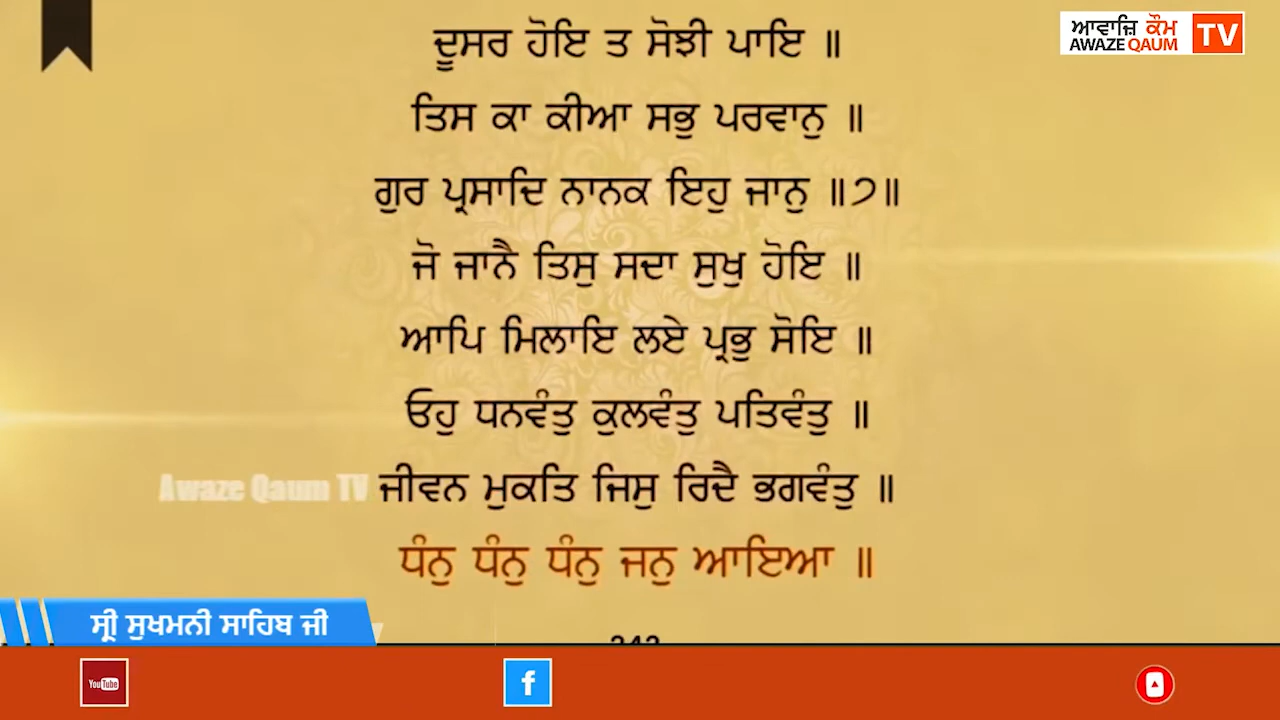 ਦੂਸਰ ਹੋਇ ਤ ਸੋਝੀ ਪਾਇ ॥
ਤਿਸ ਕਾ ਕੀਆ ਸਭੁ ਪਰਵਾਨੁ ॥
ਗੁਰ ਪ੍ਰਸਾਦਿ ਨਾਨਕ ਇਹੁ ਜਾਨੁ ॥੭॥
ਜੋ ਜਾਨੈ ਤਿਸੁ ਸਦਾ ਸੁਖੁ ਹੋਇ ॥
ਆਪਿ ਮਿਲਾਇ ਲਏ ਪ੍ਰਭੁ ਸੋਇ ॥
ਓਹੁ ਧਨਵੰਤੁ ਕੁਲਵੰਤੁ ਪਤਿਵੰਤੁ ॥
ਜੀਵਨ ਮੁਕਤਿ ਜਿਸੁ ਰਿਦੈ ਭਗਵੰਤੁ ॥
ਧੰਨੁ ਧੰਨੁ ਧੰਨੁ ਜਨੁ ਆਇਆ ॥
ਆਵਾਜ਼ਿ ਕੌਮ
AWAZE QAUM TV
Awaze Qaum TV
ਸ੍ਰੀ ਸੁਖਮਨੀ ਸਾਹਿਬ ਜੀ
YouTube